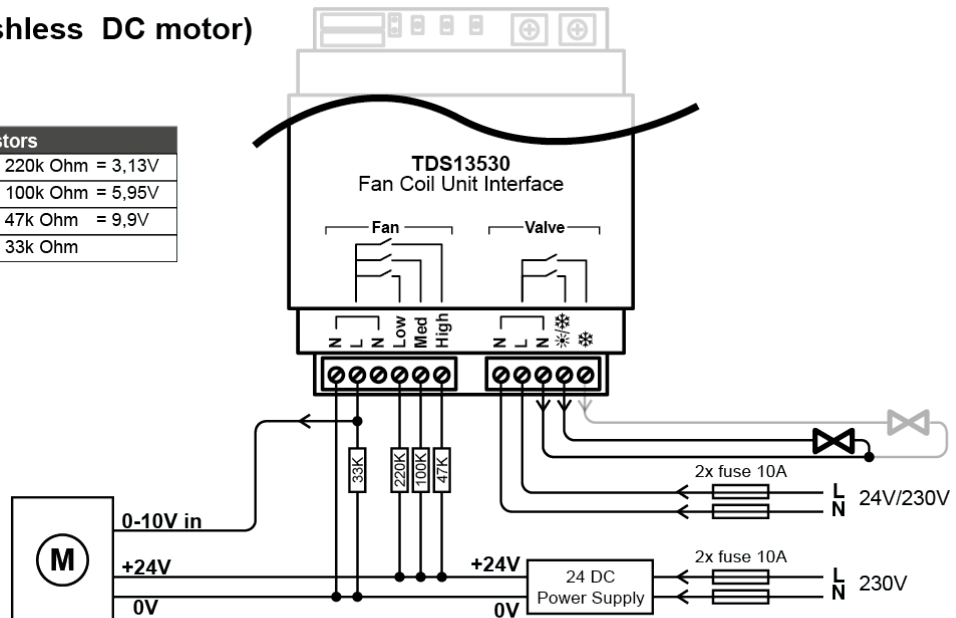 shless DC motor)
stors
220k Ohm = 3,13V
100k Ohm = 5,95V
47k Ohm = 9,9V
33k Ohm
TDS13530
Fan Coil Unit Interface
Fan
Valve
N L N Low Med High
N L N ☀/❄ ❄
33K
220K
100K
47K
2x fuse 10A
L
N
24V/230V
0-10V in
M
+24V
0V
+24V
0V
24 DC
Power Supply
2x fuse 10A
L
N
230V